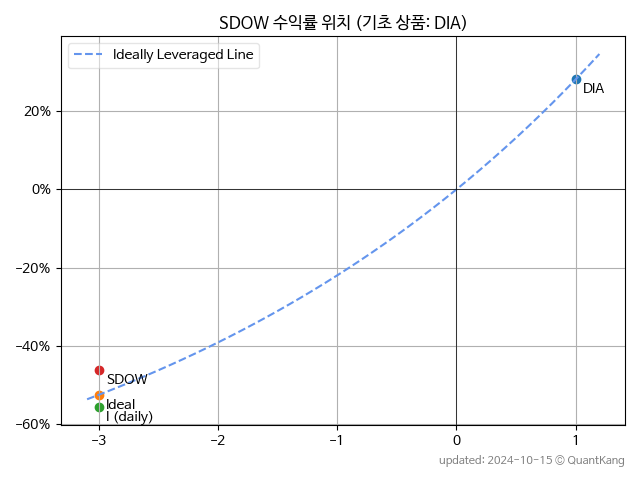 SDOW 수익률 위치 (기초 상품: DIA)
Ideally Leveraged Line
DIA
20%
0%
−20%
−40%
−60%
SDOW
Ideal
I (daily)
−3
−2
−1
0
1
updated: 2024-10-15 © QuantKang